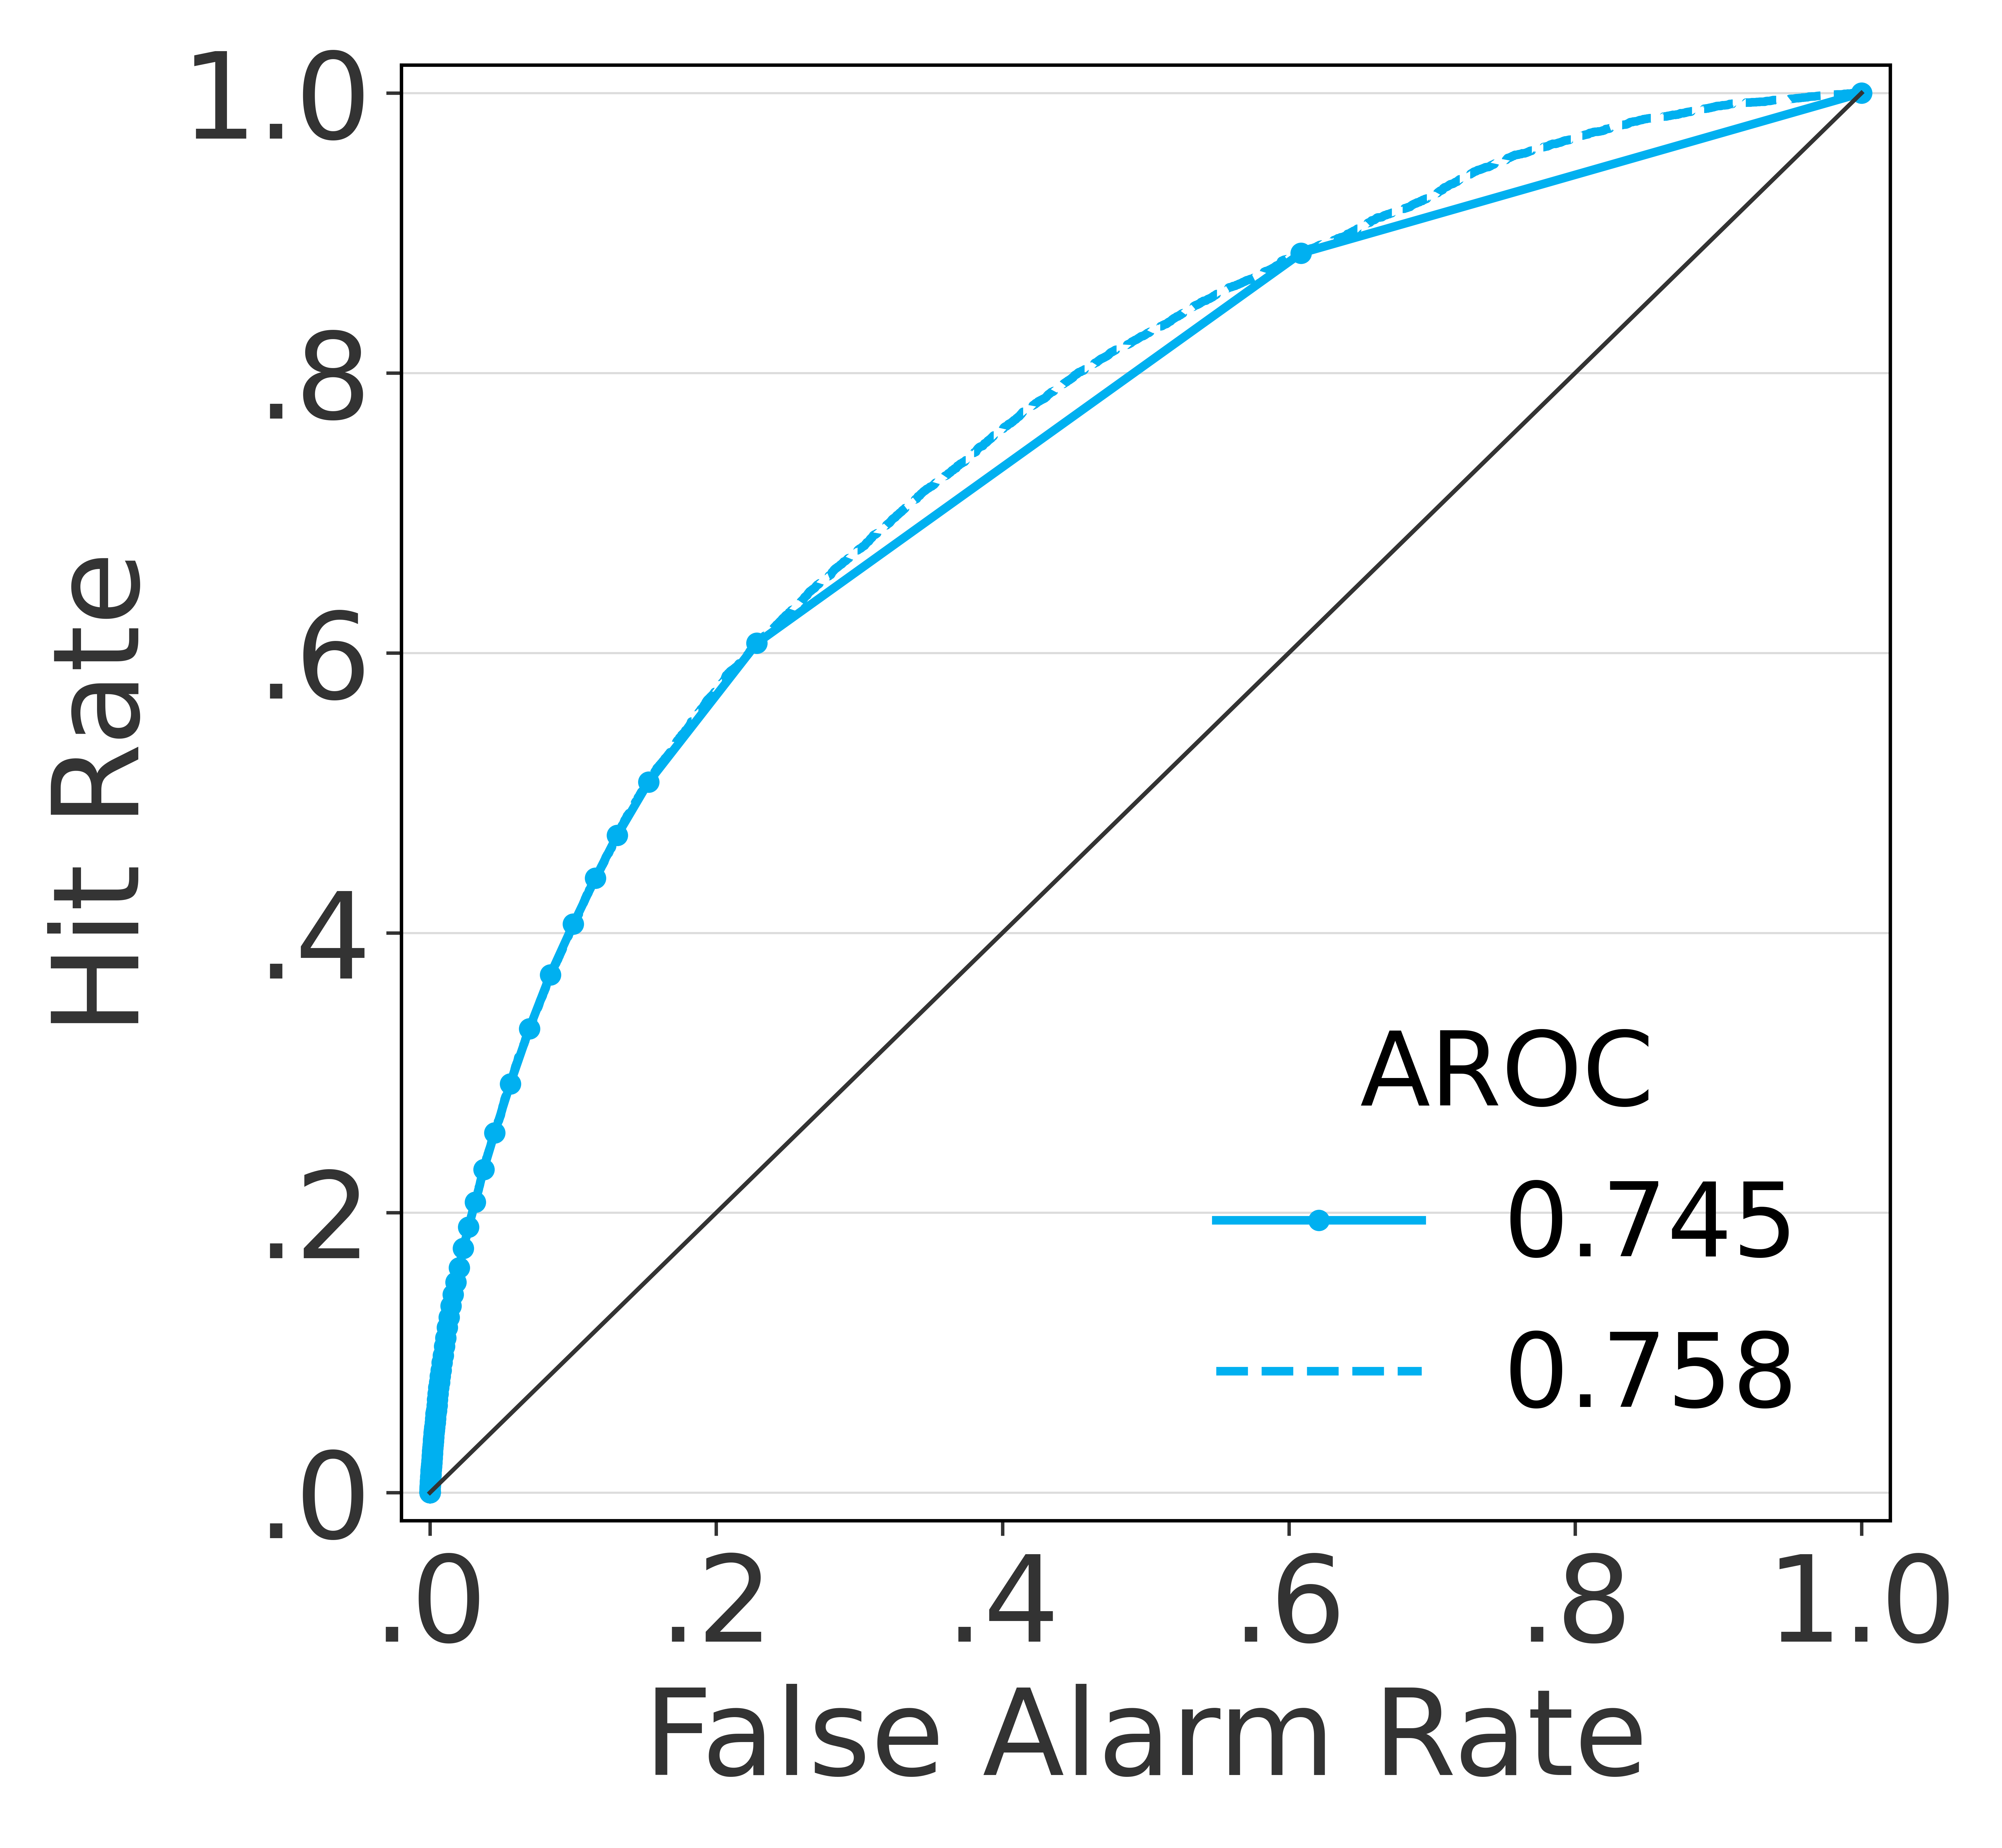 1.0
.8
.6
.4
.2
.0
Hit Rate
AROC
0.745
0.758
.0 .2 .4 .6 .8 1.0
False Alarm Rate